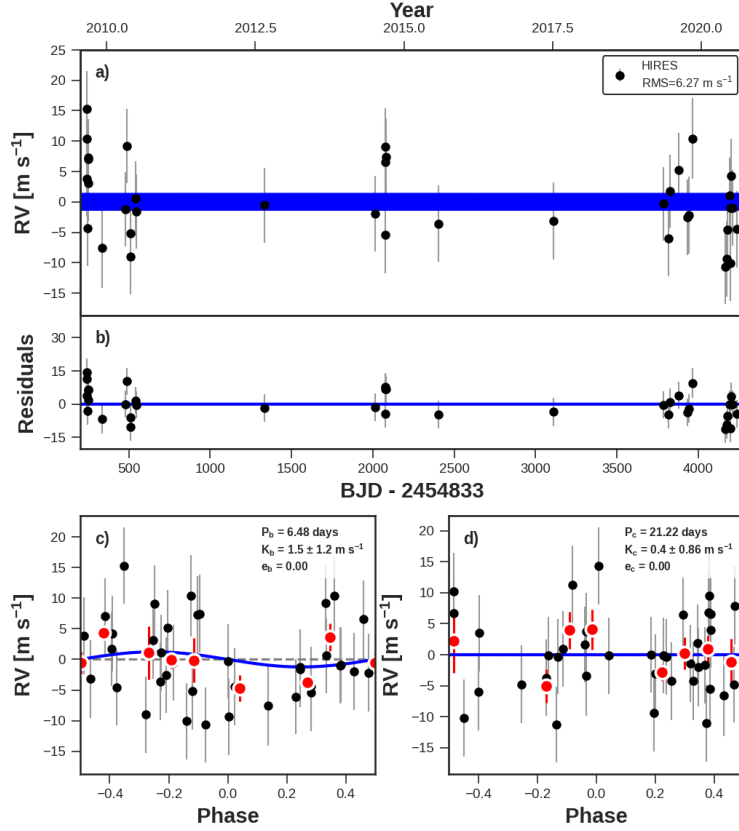 Year
2010.0 2012.5 2015.0 2017.5 2020.0
a)
HIRES
RMS=6.27 m s⁻¹
RV [m s⁻¹]
25
20
15
10
5
0
−5
−10
−15
b)
Residuals
30
15
0
−15
500 1000 1500 2000 2500 3000 3500 4000
BJD - 2454833
c)
P_b = 6.48 days
K_b = 1.5 ± 1.2 m s⁻¹
e_b = 0.00
RV [m s⁻¹]
20
15
10
5
0
−5
−10
−15
−0.4 −0.2 0.0 0.2 0.4
Phase
d)
P_c = 21.22 days
K_c = 0.4 ± 0.86 m s⁻¹
e_c = 0.00
RV [m s⁻¹]
20
15
10
5
0
−5
−10
−15
−0.4 −0.2 0.0 0.2 0.4
Phase